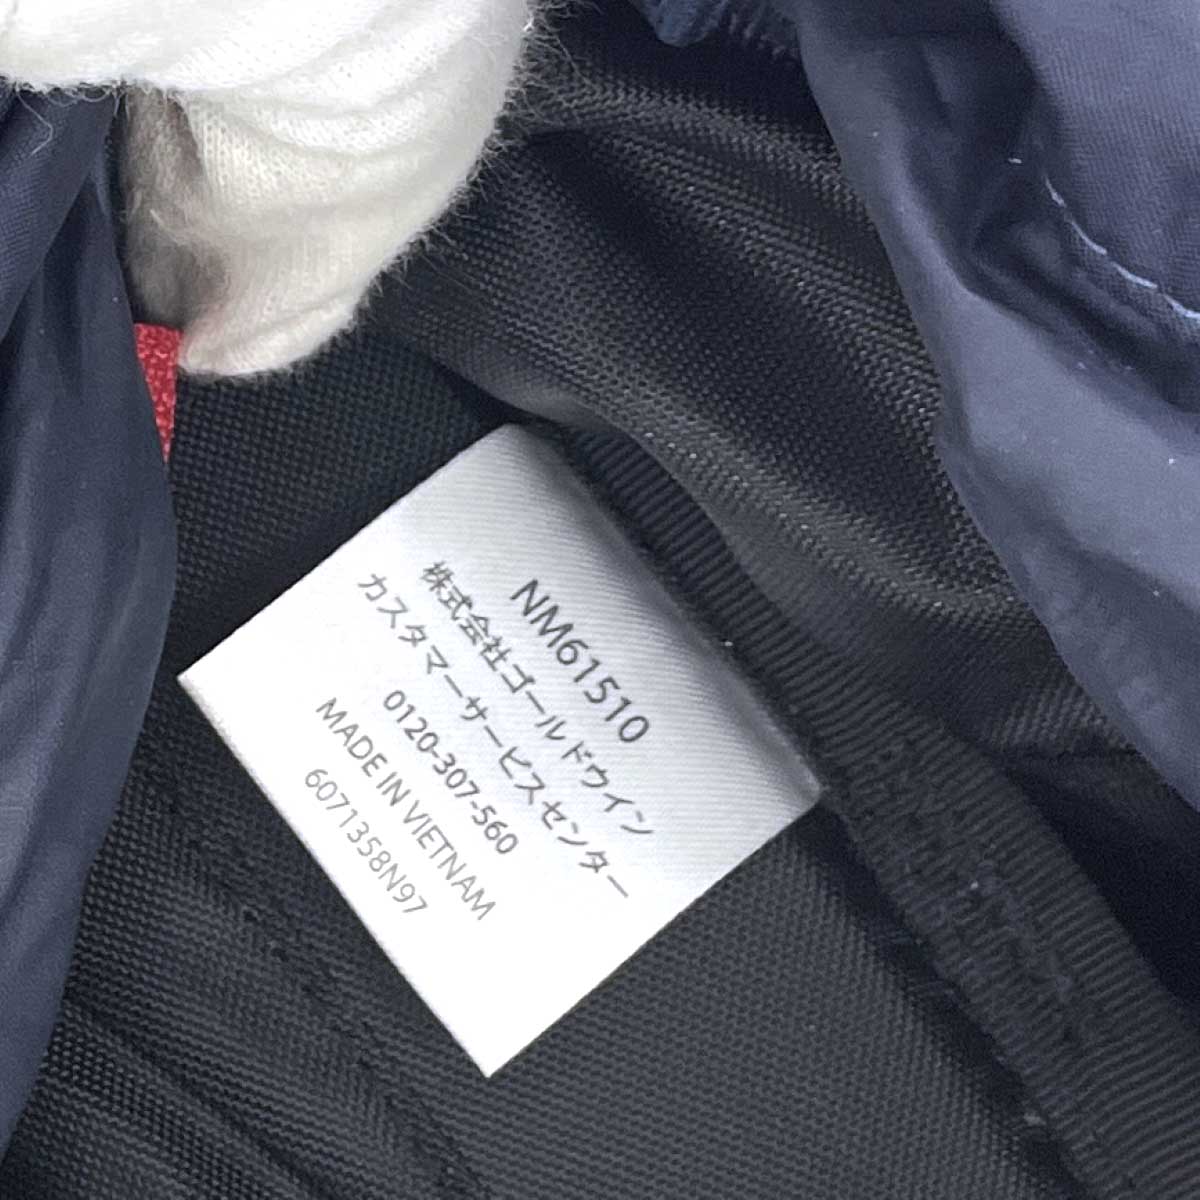 NM61510
株式会社ゴールドウイン
カスタマーサービスセンター
0120-307-560
MADE IN VIETNAM
6071358N97